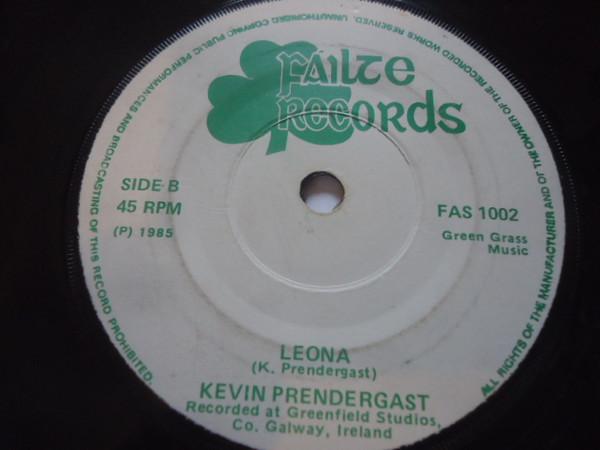 FAILTE
RECORDS
SIDE B
45 RPM
(P) 1985
FAS 1002
Green Grass
Music
LEONA
(K. Prendergast)
KEVIN PRENDERGAST
Recorded at Greenfield Studios,
Co. Galway, Ireland
ALL RIGHTS OF THE MANUFACTURER AND OF THE OWNER OF THE RECORDED WORKS RESERVED. UNAUTHORISED COPYING PUBLIC PERFORMANCES AND BROADCASTING OF THIS RECORD PROHIBITED.